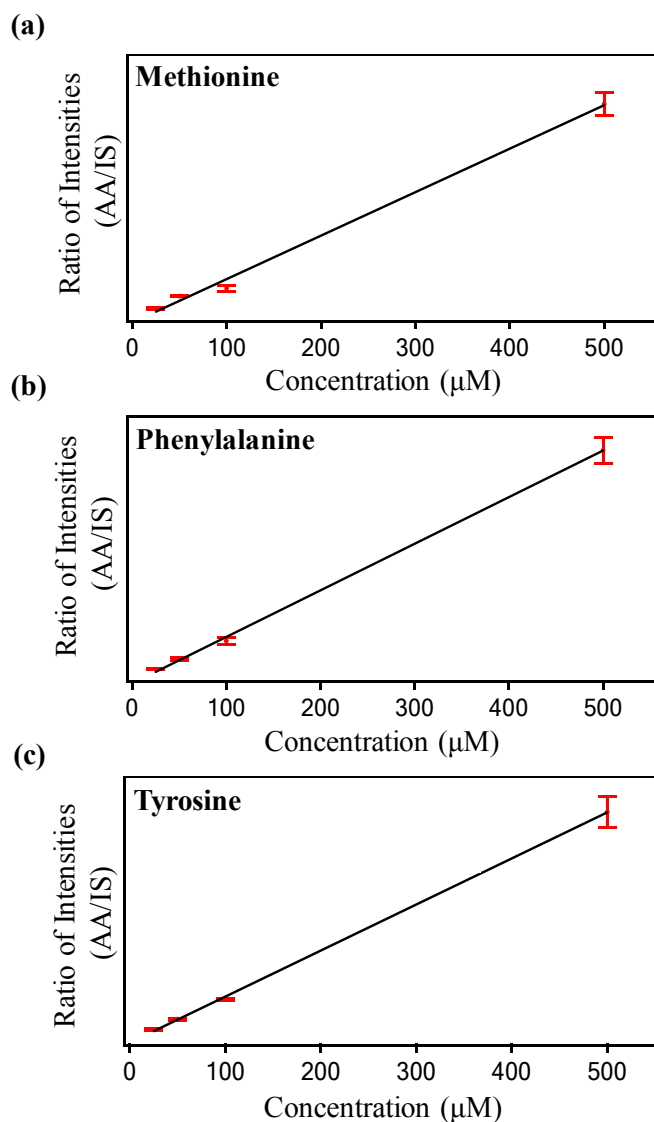 (a)
Methionine
Ratio of Intensities
(AA/IS)
0 100 200 300 400 500
Concentration (μM)
(b)
Phenylalanine
Ratio of Intensities
(AA/IS)
0 100 200 300 400 500
Concentration (μM)
(c)
Tyrosine
Ratio of Intensities
(AA/IS)
0 100 200 300 400 500
Concentration (μM)